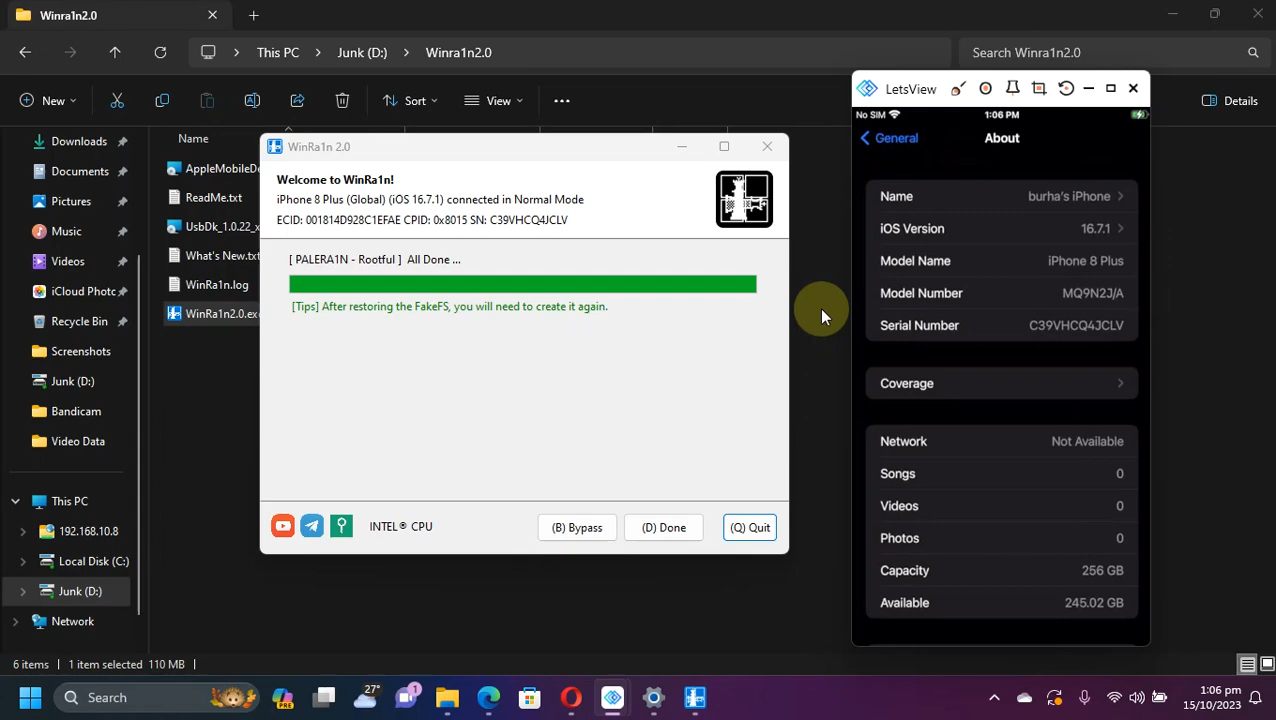 Winra1n2.0
This PC
Junk (D:)
Winra1n2.0
Search Winra1n2.0
New
Sort
View
Details
Downloads
Documents
Pictures
Music
Videos
iCloud Photo
Recycle Bin
Screenshots
Junk (D:)
Bandicam
Video Data
This PC
192.168.10.8
Local Disk (C:)
Junk (D:)
Network
Name
AppleMobileDe
ReadMe.txt
UsbDk_1.0.22_x
What's New.txt
WinRa1n.log
WinRa1n2.0.exe
WinRa1n 2.0
Welcome to WinRa1n!
iPhone 8 Plus (Global) (iOS 16.7.1) connected in Normal Mode
ECID: 001814D928C1EFAE CPID: 0x8015 SN: C39VHCQ4JCLV
[ PALERA1N - Rootful ] All Done ...
[Tips] After restoring the FakeFS, you will need to create it again.
INTEL® CPU
(B) Bypass
(D) Done
(Q) Quit
LetsView
No SIM
1:06 PM
General
About
Name
burha's iPhone
iOS Version
16.7.1
Model Name
iPhone 8 Plus
Model Number
MQ9N2J/A
Serial Number
C39VHCQ4JCLV
Coverage
Network
Not Available
Songs
0
Videos
0
Photos
0
Capacity
256 GB
Available
245.02 GB
6 items
1 item selected 110 MB
Search
PRE
27°
1
1:06 pm
15/10/2023